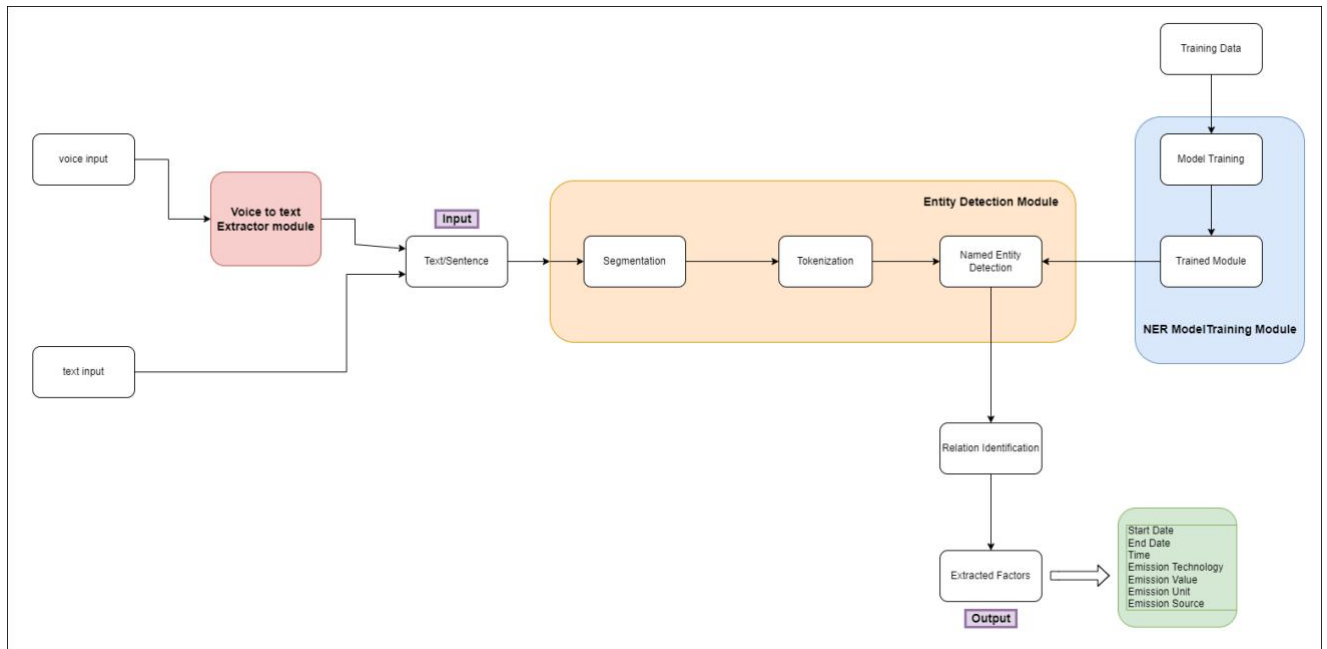 Training Data
voice input
Voice to text
Extractor module
Input
Text/Sentence
Entity Detection Module
Segmentation
Tokenization
Named Entity
Detection
Model Training
Trained Module
NER ModelTraining Module
text input
Relation Identification
Extracted Factors
Output
Start Date
End Date
Time
Emission Technology
Emission Value
Emission Unit
Emission Source